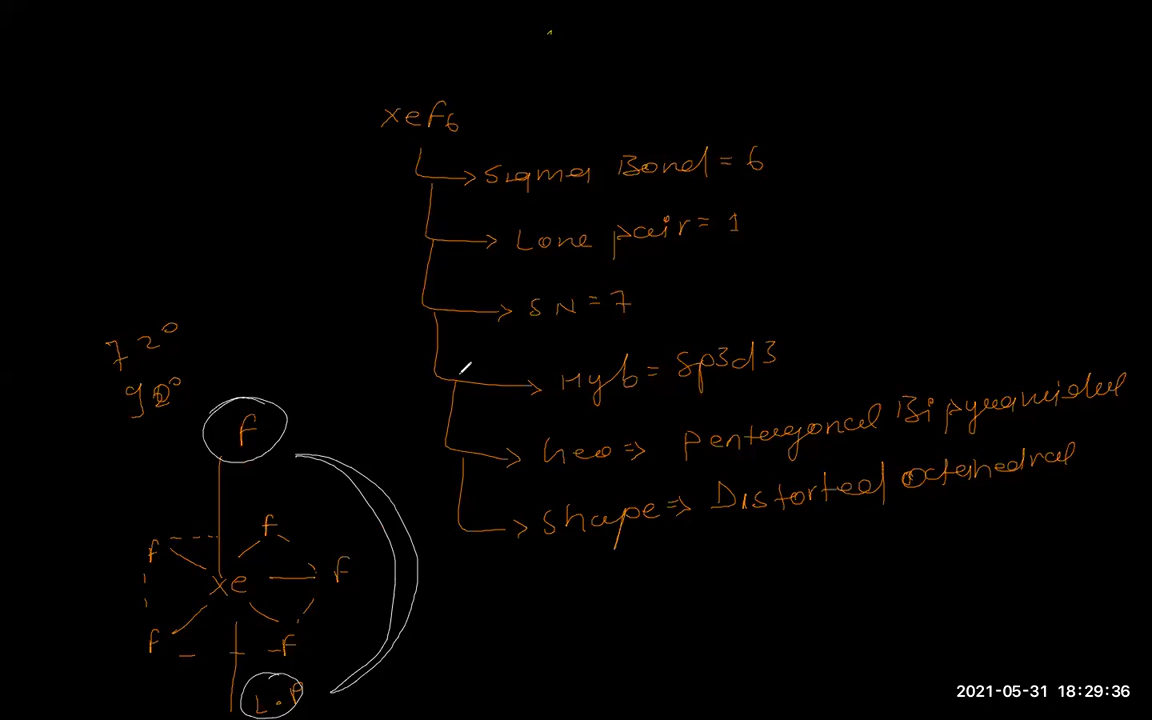 xeF6
Sigma Bond = 6
Lone pair = 1
SN = 7
72°
90°
Hyb = Sp3d3
Geo ⇒ Pentagonal Bipyramidal
Shape ⇒ Distorted octahedral
F
F
F
xe
F
F
F
L.P
2021-05-31 18:29:36